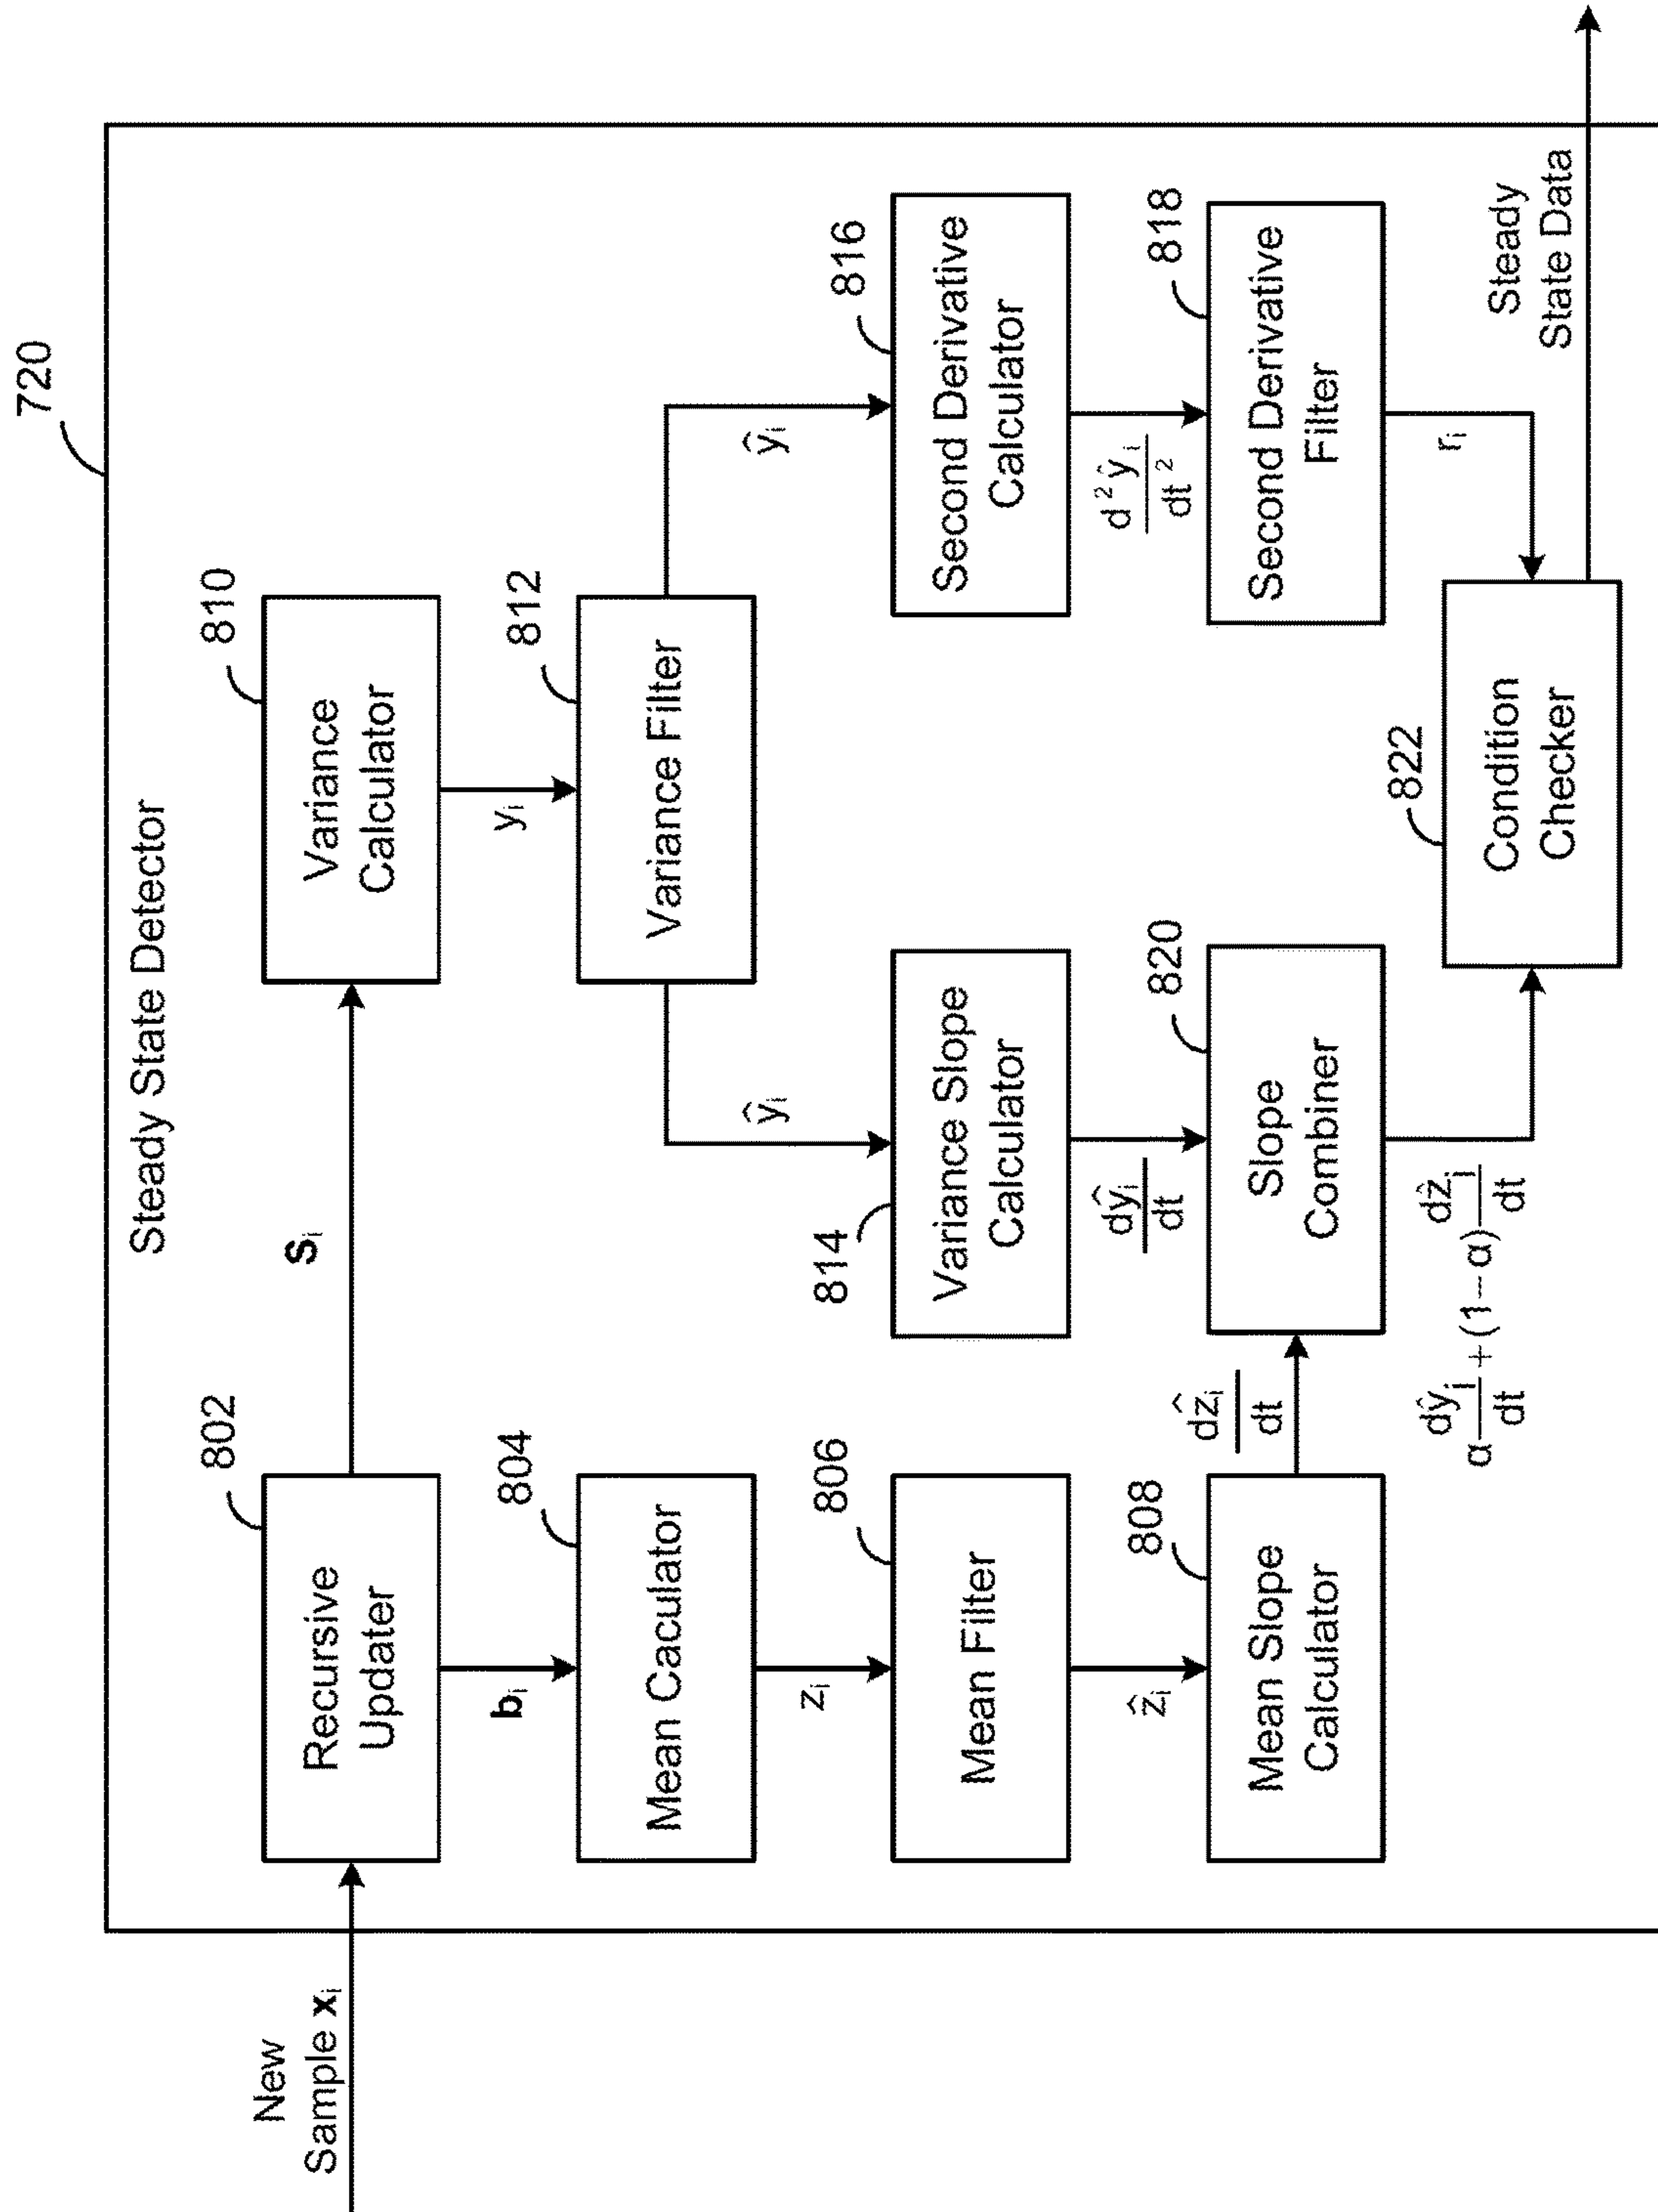 720
Steady State Detector
New
Sample xᵢ
802
Recursive
Updater
Sᵢ
810
Variance
Calculator
bᵢ
804
Mean Caculator
yᵢ
812
Variance Filter
zᵢ
806
Mean Filter
ŷᵢ
814
Variance Slope
Calculator
ŷᵢ
816
Second Derivative
Calculator
ẑᵢ
808
Mean Slope
Calculator
dẑᵢ
dt
dŷᵢ
dt
820
Slope
Combiner
d² ŷᵢ
dt²
818
Second Derivative
Filter
α dŷᵢ/dt + (1 − α) dẑᵢ/dt
rᵢ
822
Condition
Checker
Steady
State Data